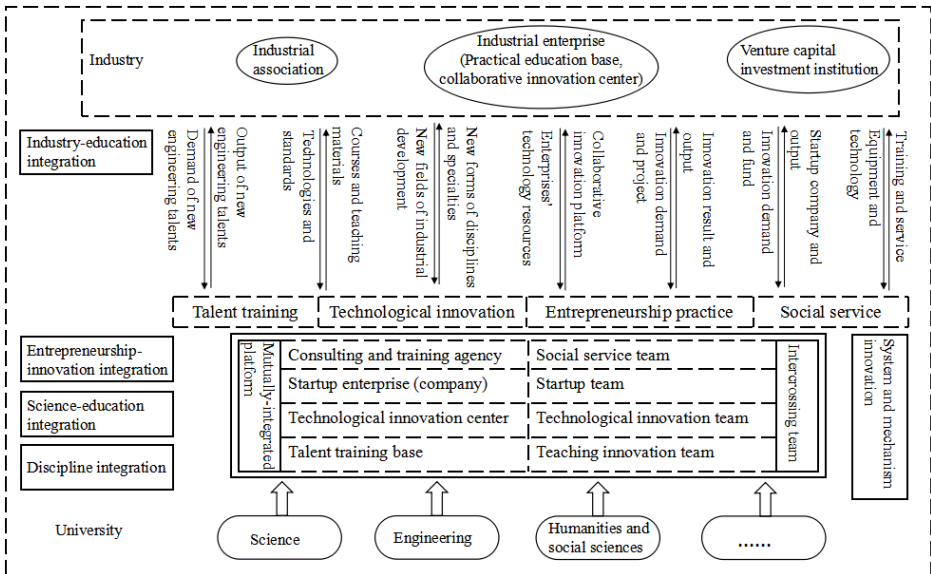 Industry
Industrial
association
Industrial enterprise
(Practical education base,
collaborative innovation center)
Venture capital
investment institution
Industry-education
integration
Demand of new
engineering talents
Output of new
engineering talents
Technologies and
standards
Courses and teaching
materials
New fields of industrial
development
New forms of disciplines
and specialties
Enterprises'
technology resources
Collaborative
innovation platform
Innovation demand
and project
Innovation result and
output
Innovation demand
and fund
Startup company and
output
Equipment and
technology
Training and service
Talent training
Technological innovation
Entrepreneurship practice
Social service
Entrepreneurship-
innovation integration
Science-education
integration
Discipline integration
Mutually-integrated
platform
Consulting and training agency
Social service team
Startup enterprise (company)
Startup team
Technological innovation center
Technological innovation team
Talent training base
Teaching innovation team
Intercrossing team
System and mechanism
innovation
University
Science
Engineering
Humanities and
social sciences
......